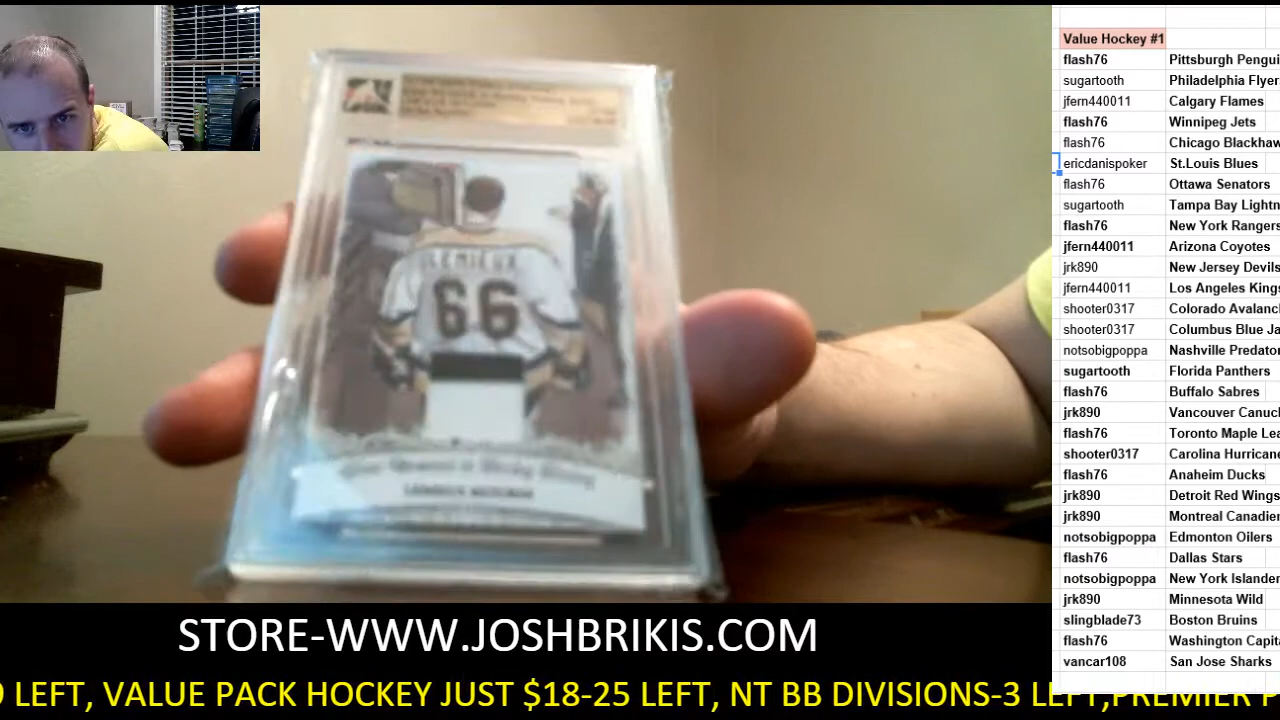 LEMIEUX
66
Value Hockey #1
flash76 Pittsburgh Pengui
sugartooth Philadelphia Flyer
jfern440011 Calgary Flames
flash76 Winnipeg Jets
flash76 Chicago Blackhaw
ericdanispoker St.Louis Blues
flash76 Ottawa Senators
sugartooth Tampa Bay Lightn
flash76 New York Rangers
jfern440011 Arizona Coyotes
jrk890 New Jersey Devils
jfern440011 Los Angeles Kings
shooter0317 Colorado Avalanc
shooter0317 Columbus Blue Ja
notsobigpoppa Nashville Predator
sugartooth Florida Panthers
flash76 Buffalo Sabres
jrk890 Vancouver Canuc
flash76 Toronto Maple Lea
shooter0317 Carolina Hurricane
flash76 Anaheim Ducks
jrk890 Detroit Red Wings
jrk890 Montreal Canadien
notsobigpoppa Edmonton Oilers
flash76 Dallas Stars
notsobigpoppa New York Islander
jrk890 Minnesota Wild
slingblade73 Boston Bruins
flash76 Washington Capita
vancar108 San Jose Sharks
STORE-WWW.JOSHBRIKIS.COM
LEFT, VALUE PACK HOCKEY JUST $18-25 LEFT, NT BB DIVISIONS-3 LEFT,PREMIER P